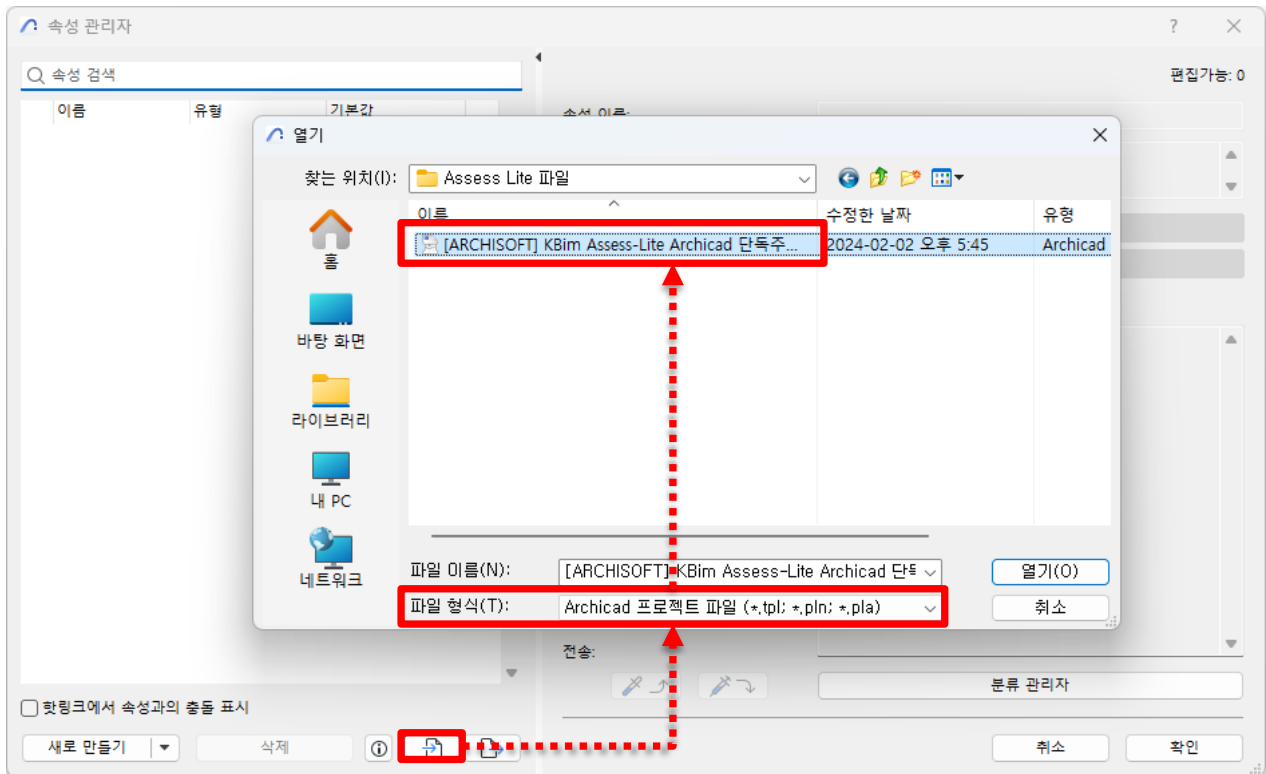 속성 관리자
?
속성 검색
편집가능: 0
이름 유형 기본값
속성 이름:
열기
찾는 위치(I): Assess Lite 파일
이름 수정한 날짜 유형
[ARCHISOFT] KBim Assess-Lite Archicad 단독주... 2024-02-02 오후 5:45 Archicad
홈
바탕 화면
라이브러리
내 PC
네트워크
파일 이름(N): [ARCHISOFT] KBim Assess-Lite Archicad 열기(O)
파일 형식(T): Archicad 프로젝트 파일 (*.tpl; *.pln; *.pla) 취소
전송:
분류 관리자
핫링크에서 속성과의 충돌 표시
새로 만들기 삭제 취소 확인